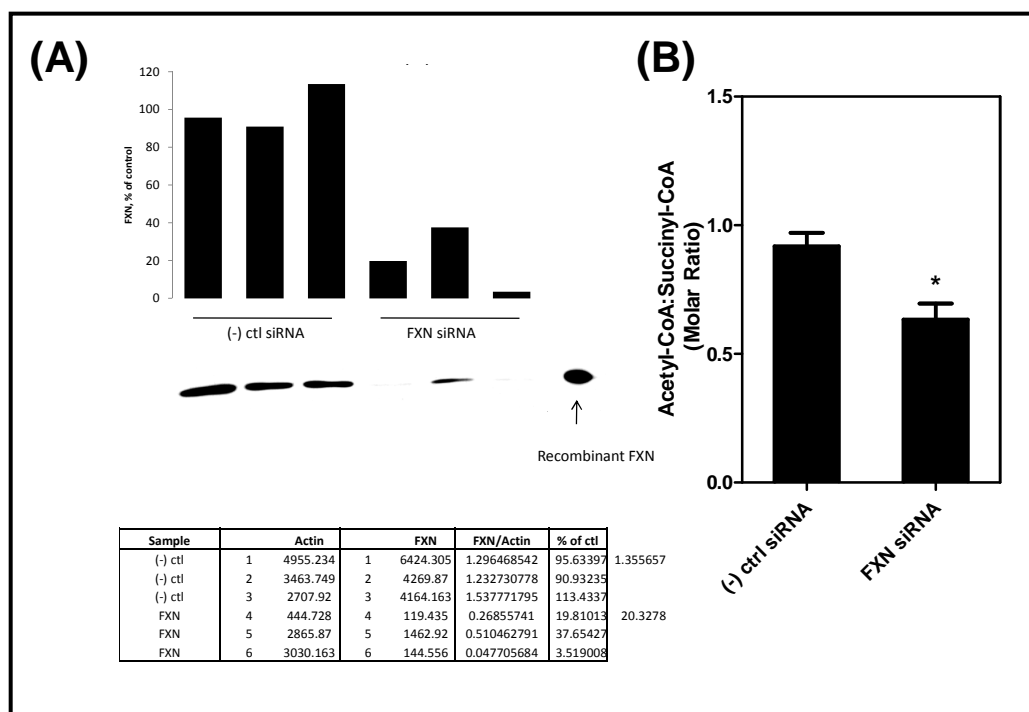 (A)
120
100
80
60
40
20
0
FXN, % of control
(-) ctl siRNA FXN siRNA
Recombinant FXN
Sample Actin FXN FXN/Actin % of ctl
(-) ctl 1 4955.234 1 6424.305 1.296468542 95.63397 1.355657
(-) ctl 2 3463.749 2 4269.87 1.232730778 90.93235
(-) ctl 3 2707.92 3 4164.163 1.537771795 113.4337
FXN 4 444.728 4 119.435 0.26855741 19.81013 20.3278
FXN 5 2865.87 5 1462.92 0.510462791 37.65427
FXN 6 3030.163 6 144.556 0.047705684 3.519008
(B)
Acetyl-CoA:Succinyl-CoA
(Molar Ratio)
1.5
1.0
0.5
0.0
*
(-) ctrl siRNA
FXN siRNA